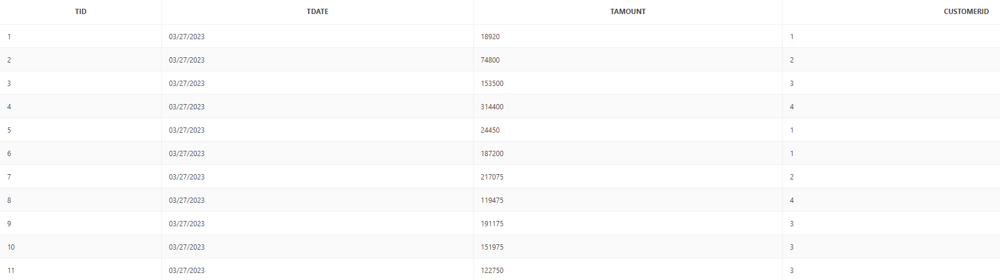 TID TDATE TAMOUNT CUSTOMERID
1 03/27/2023 18920 1
2 03/27/2023 74800 2
3 03/27/2023 153500 3
4 03/27/2023 314400 4
5 03/27/2023 24450 1
6 03/27/2023 187200 1
7 03/27/2023 217075 2
8 03/27/2023 119475 4
9 03/27/2023 191175 3
10 03/27/2023 151975 3
11 03/27/2023 122750 3